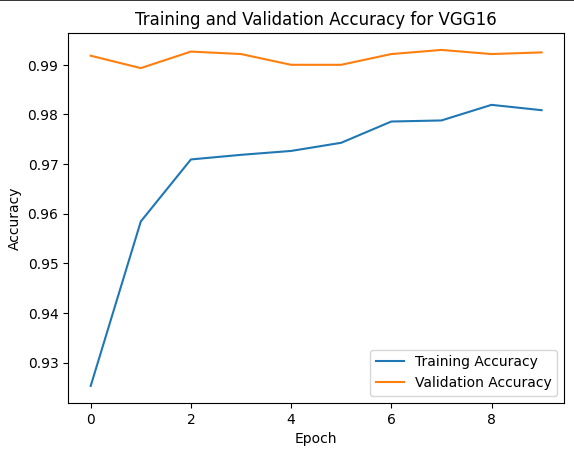 Training and Validation Accuracy for VGG16
0.99
0.98
0.97
0.96
0.95
0.94
0.93
Accuracy
Training Accuracy
Validation Accuracy
0 2 4 6 8
Epoch